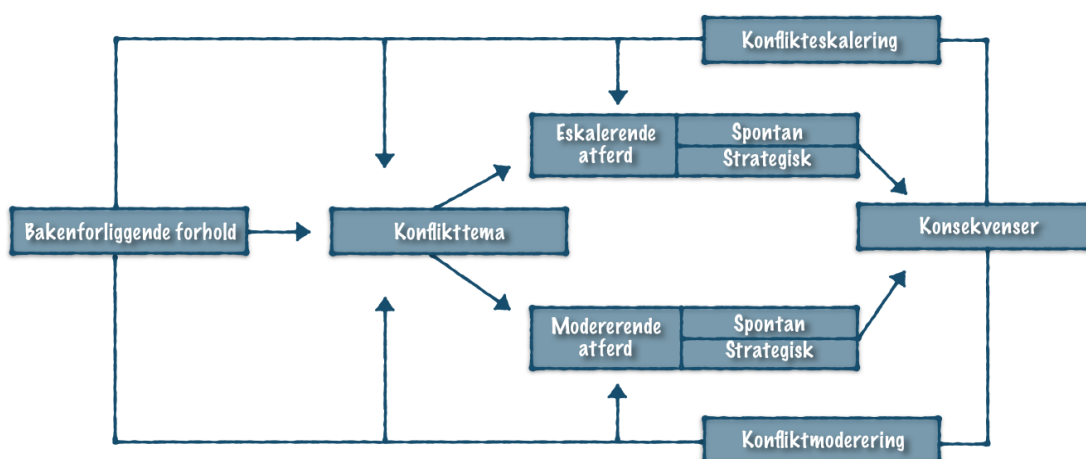 Konflikteskalering
Eskalerende
atferd
Spontan
Strategisk
Bakenforliggende forhold
Konflikttema
Konsekvenser
Modererende
atferd
Spontan
Strategisk
Konfliktmoderering